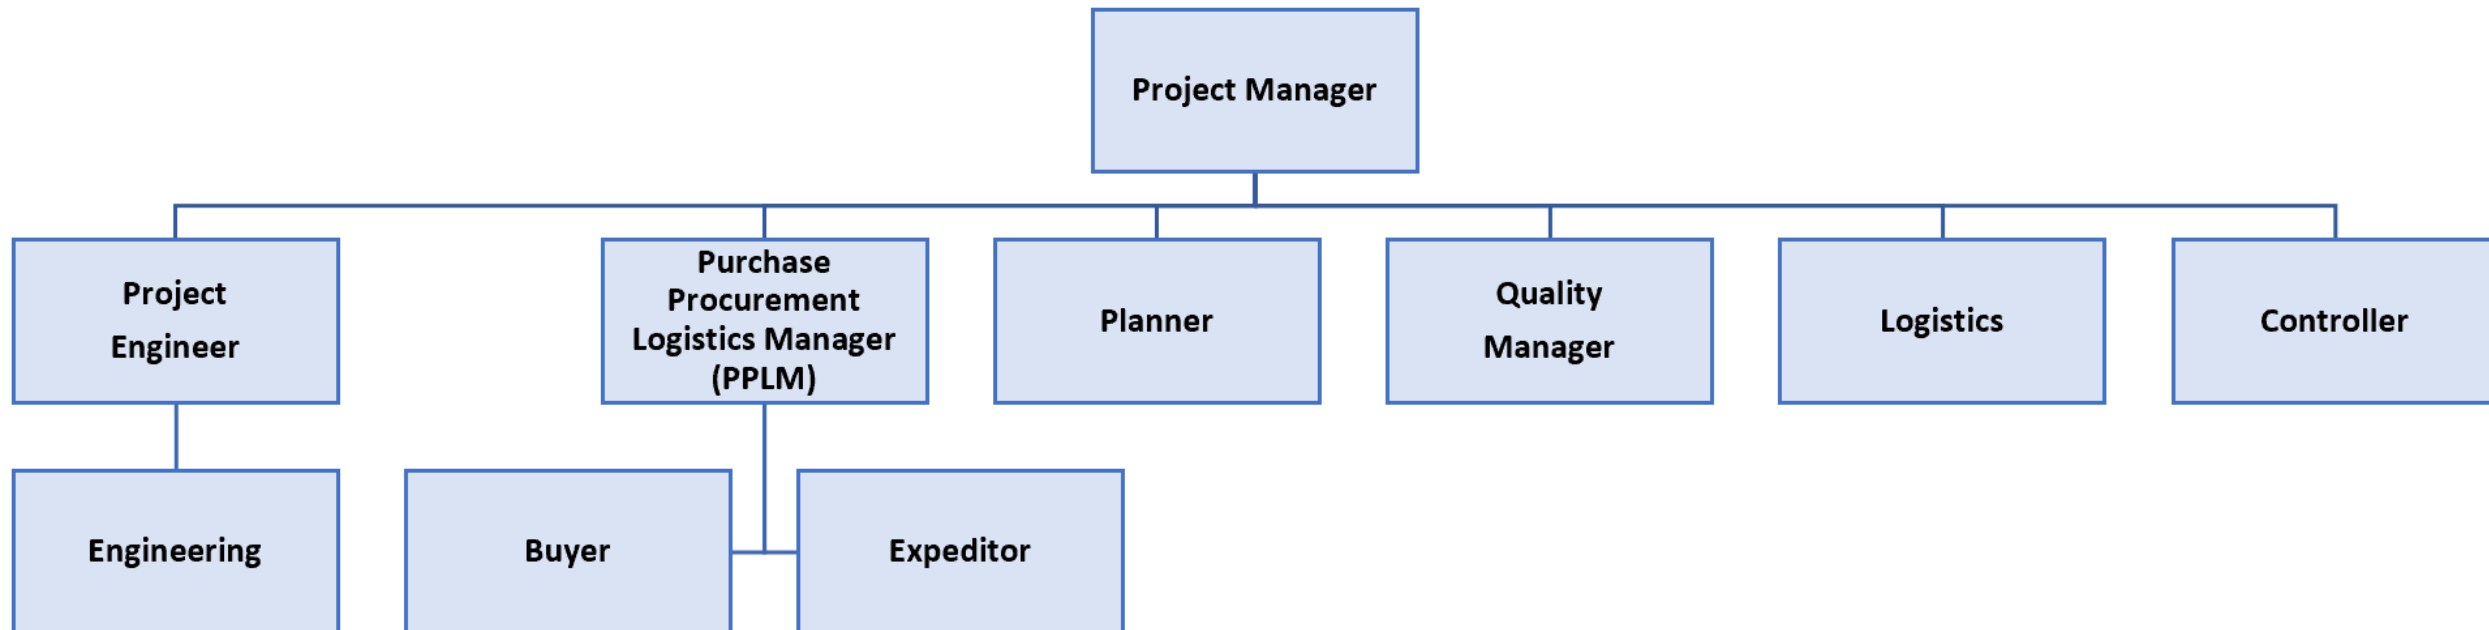 Project Manager
Project
Engineer
Purchase
Procurement
Logistics Manager
(PPLM)
Planner
Quality
Manager
Logistics
Controller
Engineering
Buyer
Expeditor